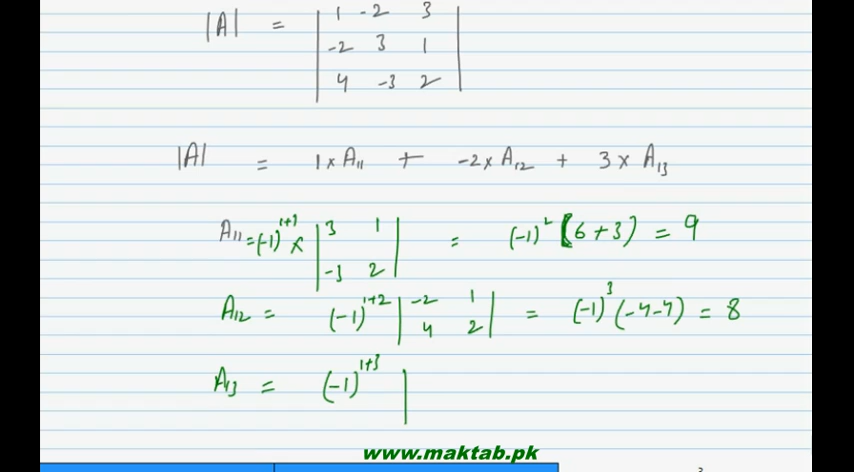 |A| = | 1 -2 3 |
| -2 3 1 |
| 4 -3 2 |
|A| = 1 × A₁₁ + -2 × A₁₂ + 3 × A₁₃
A₁₁ = (-1)¹⁺¹ × | 3 1 | = (-1)² (6+3) = 9
| -3 2 |
A₁₂ = (-1)¹⁺² | -2 1 | = (-1)³ (-4-4) = 8
| 4 2 |
A₁₃ = (-1)¹⁺³ |
www.maktab.pk